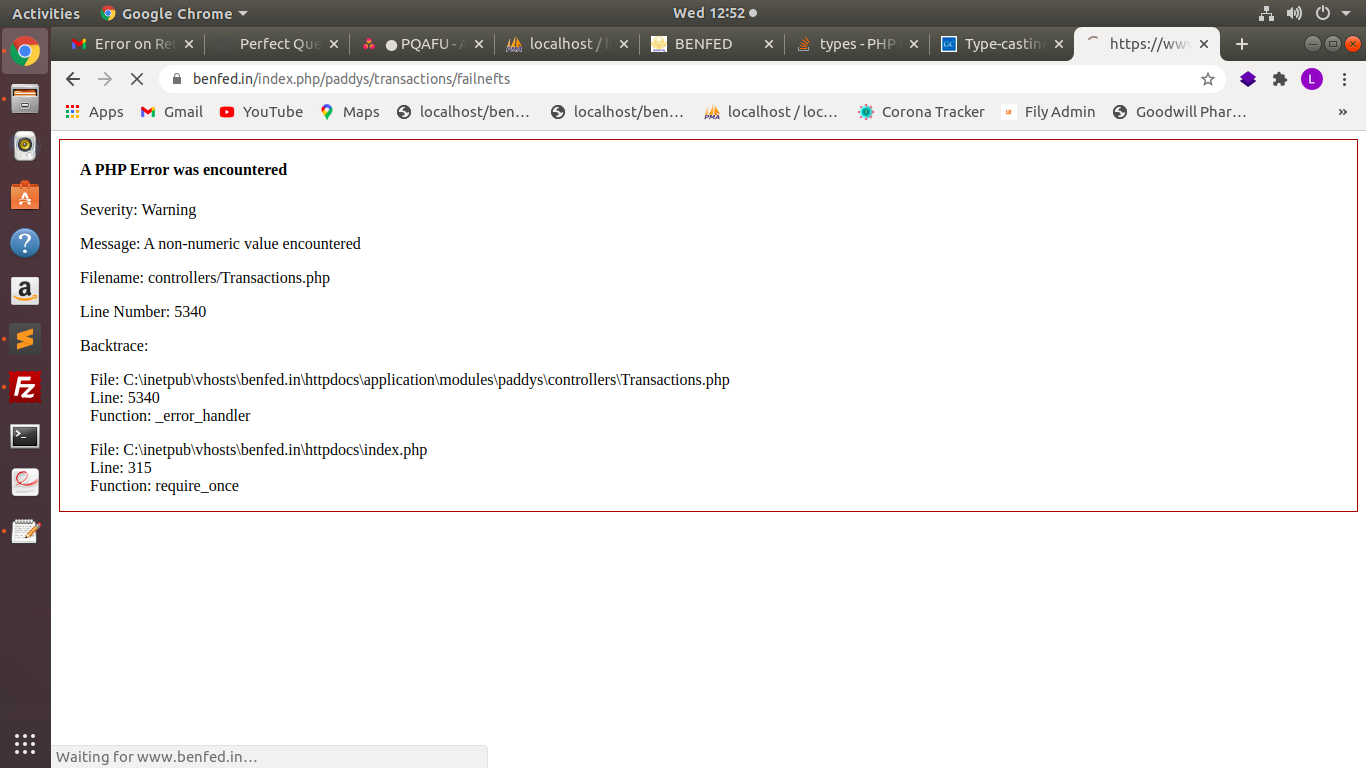 Activities Google Chrome Wed 12:52
Error on Re PQAFU - Perfect Que localhost / l BENFED types - PHP Type-casting https://ww
benfed.in/index.php/paddys/transactions/failnefts L
Apps Gmail YouTube Maps localhost/ben... localhost/ben... PMA localhost / loc... Corona Tracker UI Fily Admin Goodwill Phar... »
A PHP Error was encountered
Severity: Warning
Message: A non-numeric value encountered
Filename: controllers/Transactions.php
Line Number: 5340
Backtrace:
File: C:\inetpub\vhosts\benfed.in\httpdocs\application\modules\paddys\controllers\Transactions.php
Line: 5340
Function: _error_handler
File: C:\inetpub\vhosts\benfed.in\httpdocs\index.php
Line: 315
Function: require_once
Waiting for www.benfed.in...